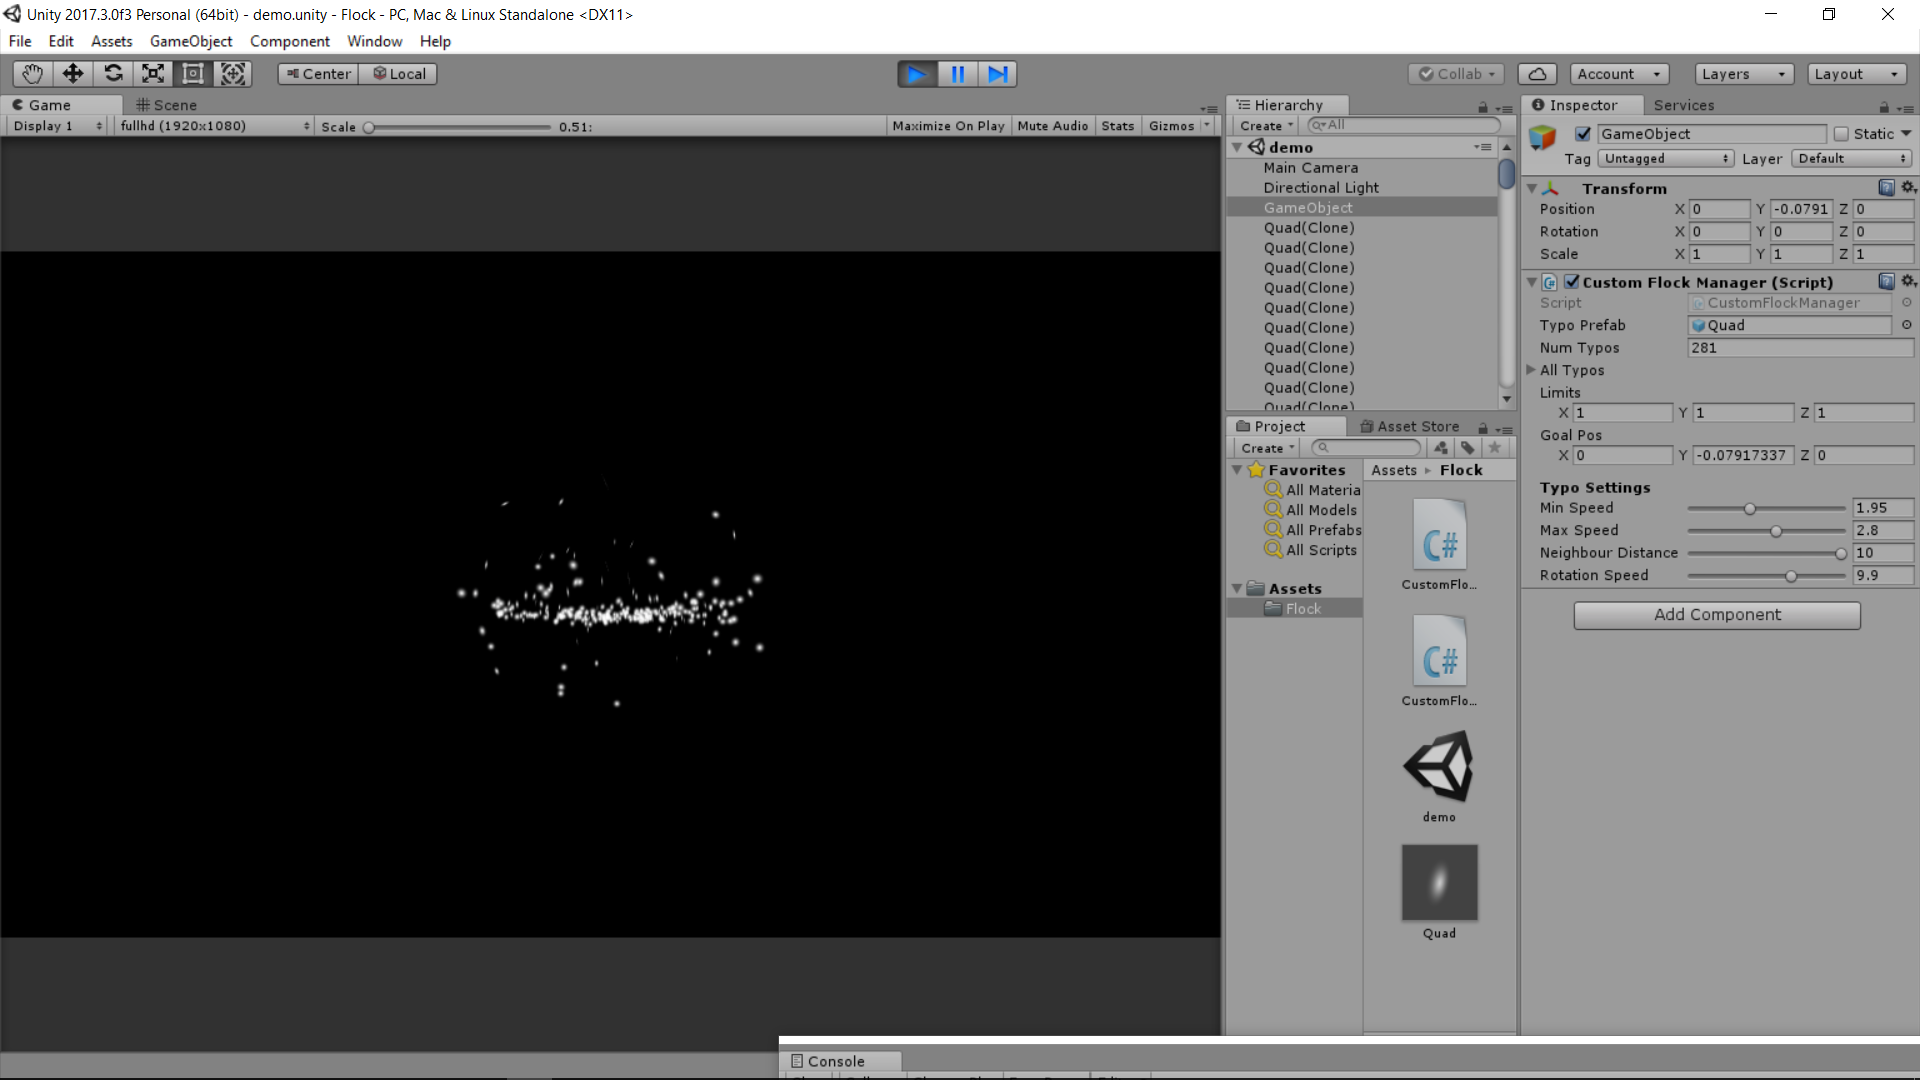 Unity 2017.3.0f3 Personal (64bit) - demo.unity - Flock - PC, Mac & Linux Standalone <DX11>
File Edit Assets GameObject Component Window Help
Center Local Collab Account Layers Layout
Game Scene
Display 1 fullhd (1920x1080) Scale 0.51: Maximize On Play Mute Audio Stats Gizmos
Hierarchy
Create All
demo
Main Camera
Directional Light
GameObject
Quad(Clone)
Quad(Clone)
Quad(Clone)
Quad(Clone)
Quad(Clone)
Quad(Clone)
Quad(Clone)
Quad(Clone)
Quad(Clone)
Quad(Clone)
Project Asset Store
Create
Favorites
All Materia
All Models
All Prefabs
All Scripts
Assets
Flock
Assets Flock
C#
CustomFlo...
C#
CustomFlo...
demo
Quad
Inspector Services
GameObject Static
Tag Untagged Layer Default
Transform
Position X 0 Y -0.0791 Z 0
Rotation X 0 Y 0 Z 0
Scale X 1 Y 1 Z 1
Custom Flock Manager (Script)
Script CustomFlockManager
Typo Prefab Quad
Num Typos 281
All Typos
Limits
X 1 Y 1 Z 1
Goal Pos
X 0 Y -0.07917337 Z 0
Typo Settings
Min Speed 1.95
Max Speed 2.8
Neighbour Distance 10
Rotation Speed 9.9
Add Component
Console